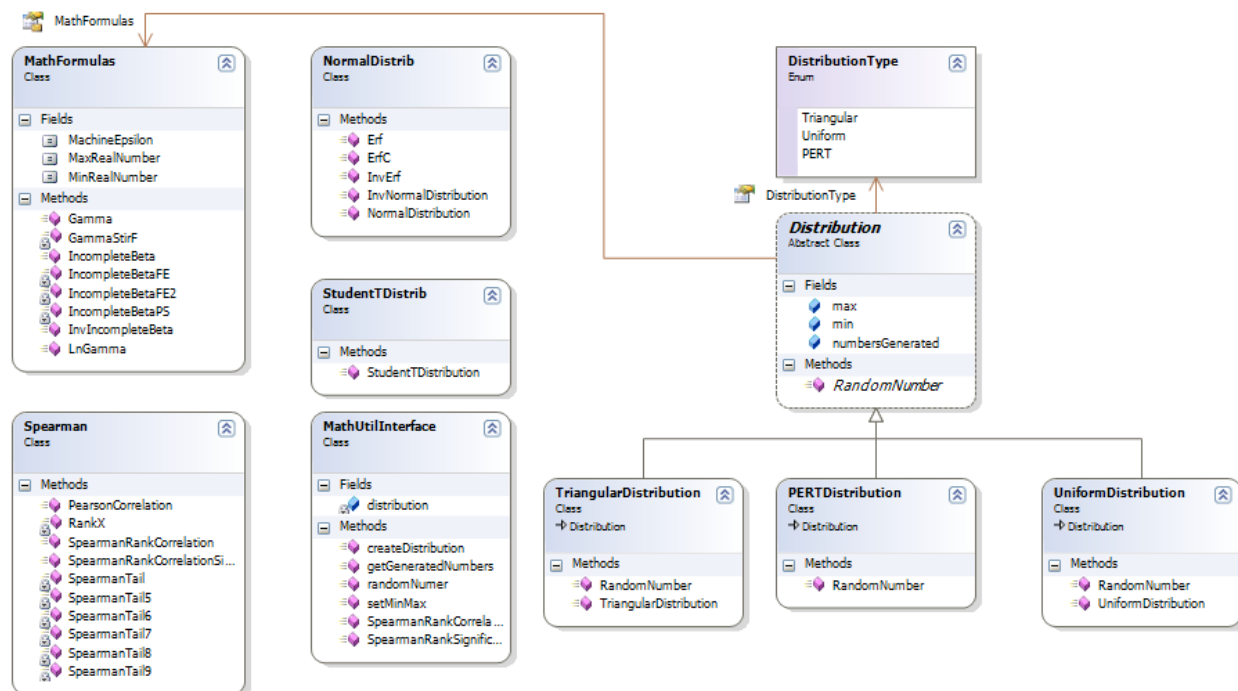 MathFormulas
MathFormulas
Class
Fields
MachineEpsilon
MaxRealNumber
MinRealNumber
Methods
Gamma
GammaStirF
IncompleteBeta
IncompleteBetaFE
IncompleteBetaFE2
IncompleteBetaPS
InvIncompleteBeta
LnGamma
NormalDistrib
Class
Methods
Erf
ErfC
InvErf
InvNormalDistribution
NormalDistribution
DistributionType
Enum
Triangular
Uniform
PERT
DistributionType
Distribution
Abstract Class
Fields
max
min
numbersGenerated
Methods
RandomNumber
StudentTDistrib
Class
Methods
StudentTDistribution
Spearman
Class
Methods
PearsonCorrelation
RankX
SpearmanRankCorrelation
SpearmanRankCorrelationSi...
SpearmanTail
SpearmanTail5
SpearmanTail6
SpearmanTail7
SpearmanTail8
SpearmanTail9
MathUtilInterface
Class
Fields
distribution
Methods
createDistribution
getGeneratedNumbers
randomNumer
setMinMax
SpearmanRankCorrela...
SpearmanRankSignific...
TriangularDistribution
Class
Distribution
Methods
RandomNumber
TriangularDistribution
PERTDistribution
Class
Distribution
Methods
RandomNumber
UniformDistribution
Class
Distribution
Methods
RandomNumber
UniformDistribution